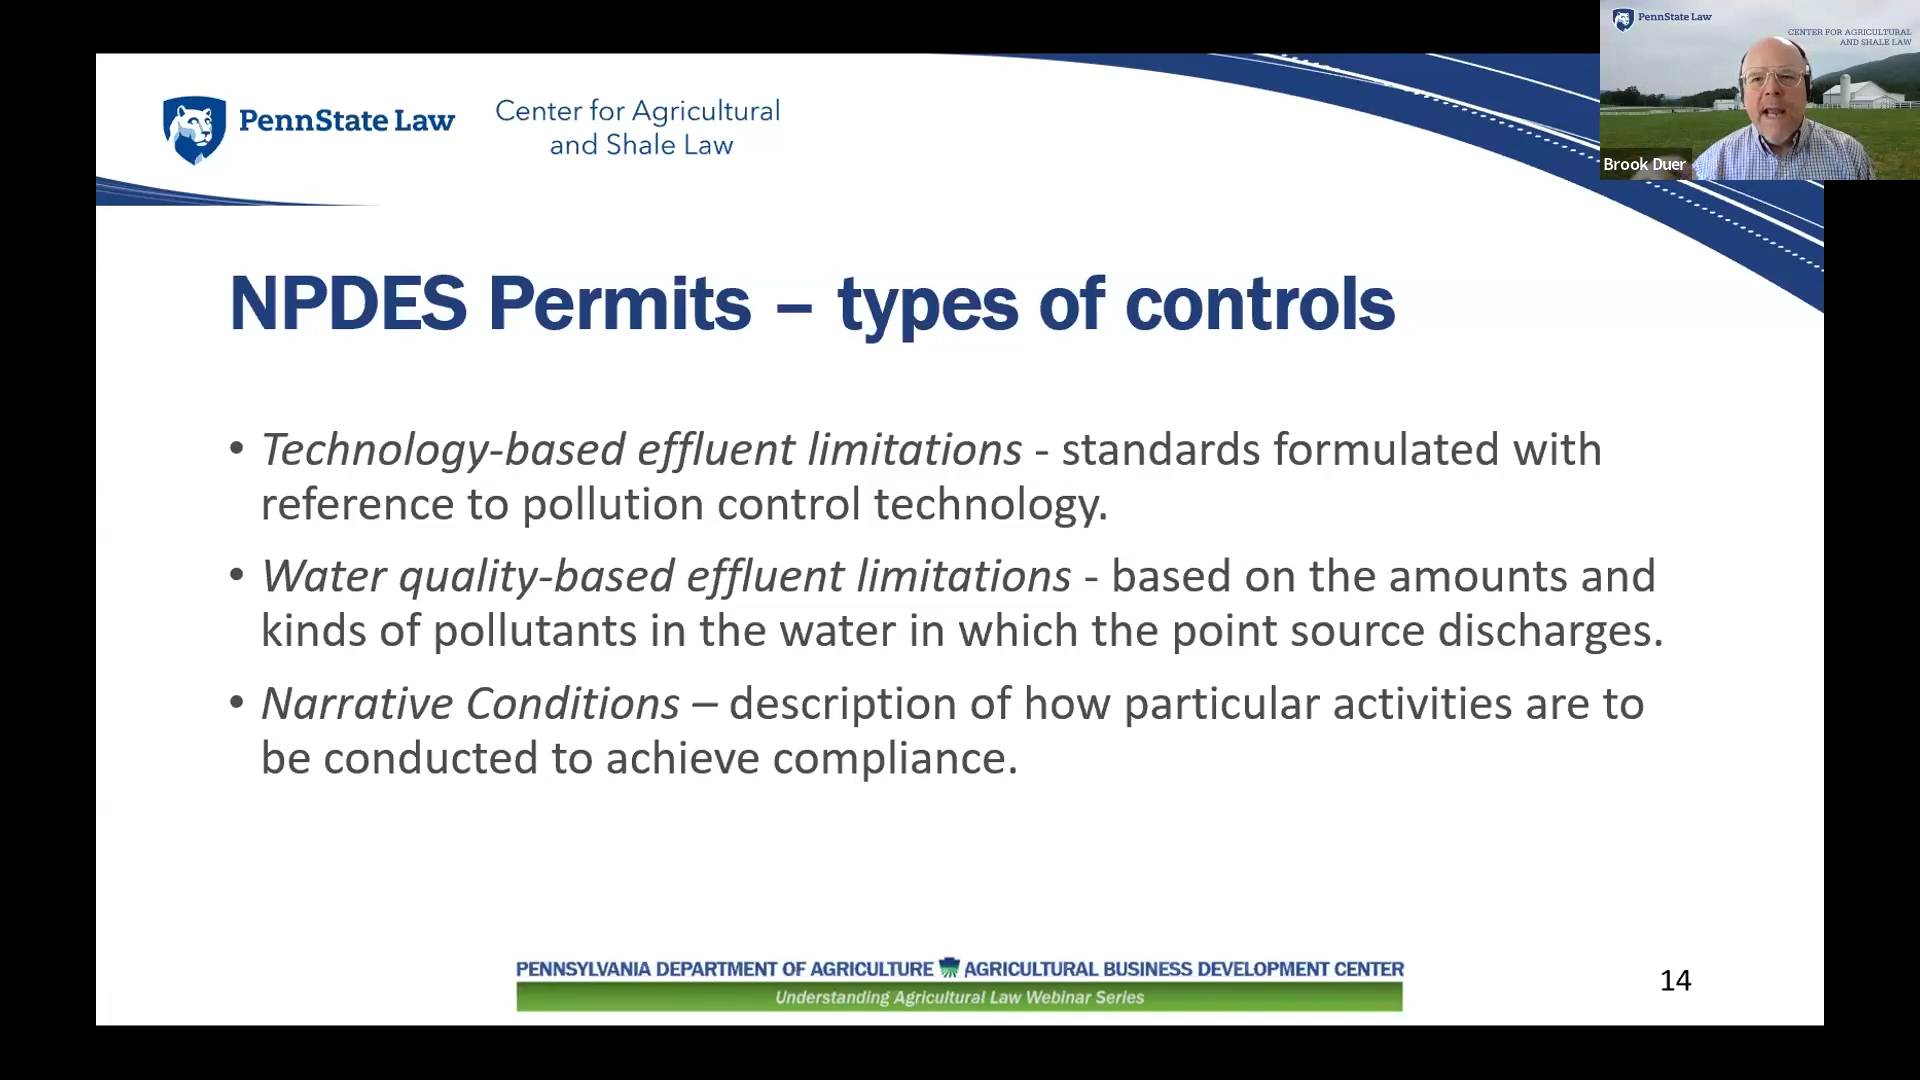 PennState Law
CENTER FOR AGRICULTURAL
AND SHALE LAW
Brook Duer
PennState Law
Center for Agricultural
and Shale Law
NPDES Permits – types of controls
• Technology-based effluent limitations - standards formulated with
reference to pollution control technology.
• Water quality-based effluent limitations - based on the amounts and
kinds of pollutants in the water in which the point source discharges.
• Narrative Conditions – description of how particular activities are to
be conducted to achieve compliance.
PENNSYLVANIA DEPARTMENT OF AGRICULTURE AGRICULTURAL BUSINESS DEVELOPMENT CENTER
Understanding Agricultural Law Webinar Series
14